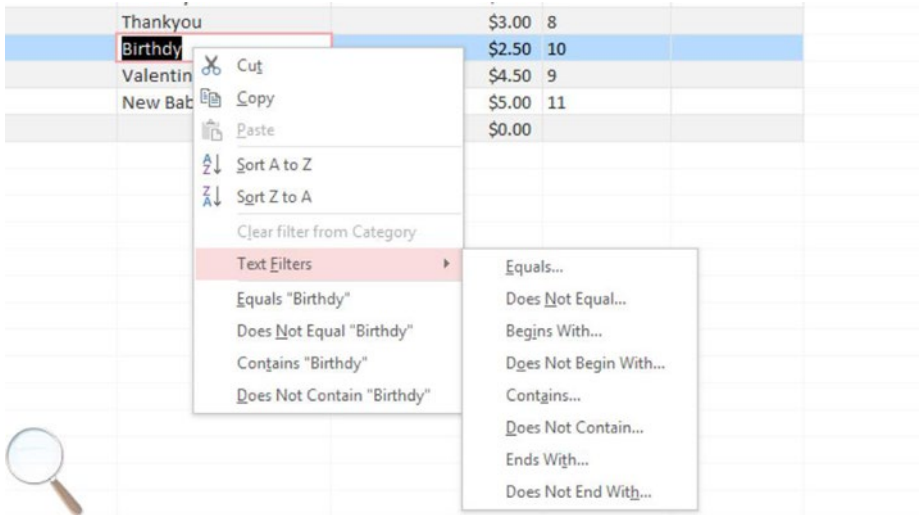 Thankyou $3.00 8
Birthdy $2.50 10
Valentin $4.50 9
New Bab $5.00 11
$0.00
Cut
Copy
Paste
Sort A to Z
Sort Z to A
Clear filter from Category
Text Filters
Equals "Birthdy"
Does Not Equal "Birthdy"
Contains "Birthdy"
Does Not Contain "Birthdy"
Equals...
Does Not Equal...
Begins With...
Does Not Begin With...
Contains...
Does Not Contain...
Ends With...
Does Not End With...